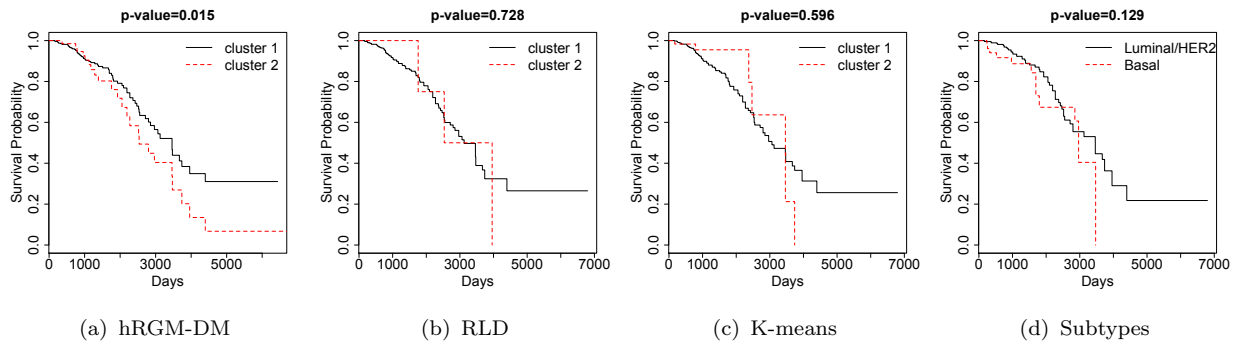 p-value=0.015
Survival Probability
0.0 0.2 0.4 0.6 0.8 1.0
cluster 1
cluster 2
0 1000 3000 5000
Days
(a) hRGM-DM
p-value=0.728
Survival Probability
0.0 0.2 0.4 0.6 0.8 1.0
cluster 1
cluster 2
0 1000 3000 5000 7000
Days
(b) RLD
p-value=0.596
Survival Probability
0.0 0.2 0.4 0.6 0.8 1.0
cluster 1
cluster 2
0 1000 3000 5000 7000
Days
(c) K-means
p-value=0.129
Survival Probability
0.0 0.2 0.4 0.6 0.8 1.0
Luminal/HER2
Basal
0 1000 3000 5000 7000
Days
(d) Subtypes